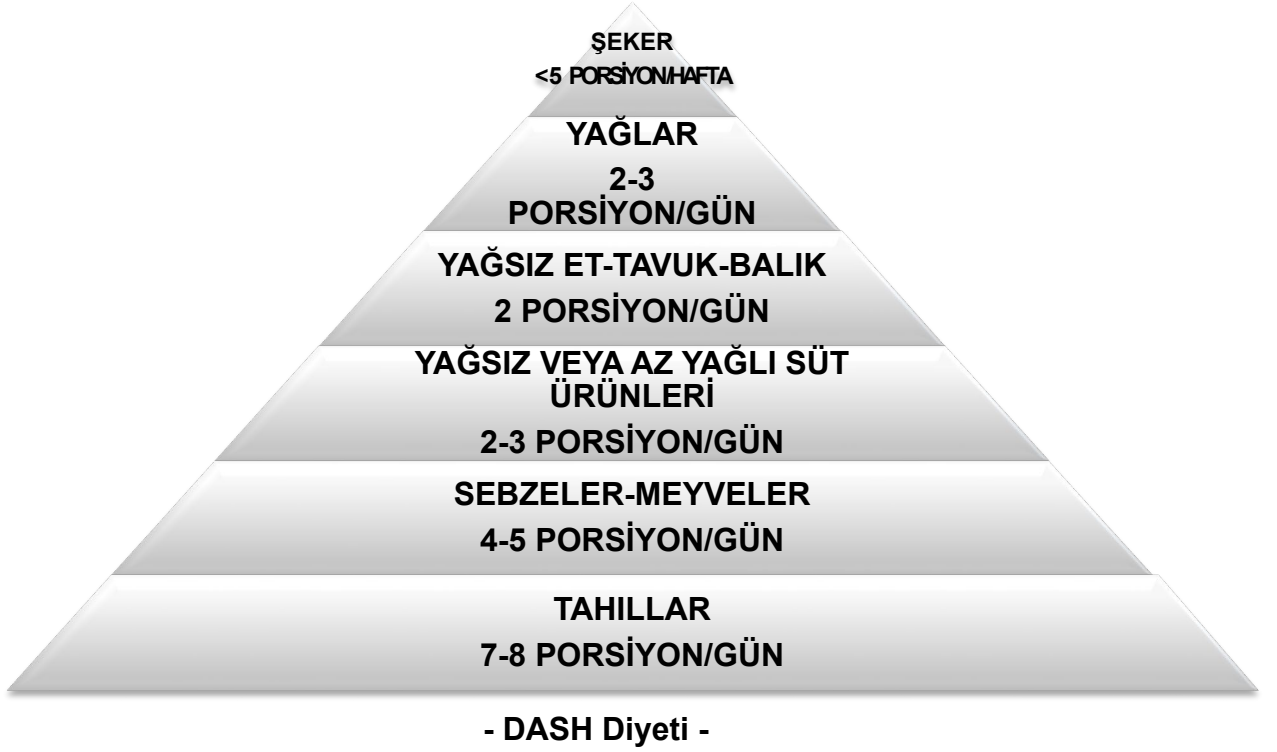 ŞEKER
<5 PORSİYON/HAFTA
YAĞLAR
2-3
PORSİYON/GÜN
YAĞSIZ ET-TAVUK-BALIK
2 PORSİYON/GÜN
YAĞSIZ VEYA AZ YAĞLI SÜT
ÜRÜNLERİ
2-3 PORSİYON/GÜN
SEBZELER-MEYVELER
4-5 PORSİYON/GÜN
TAHILLAR
7-8 PORSİYON/GÜN
- DASH Diyeti -